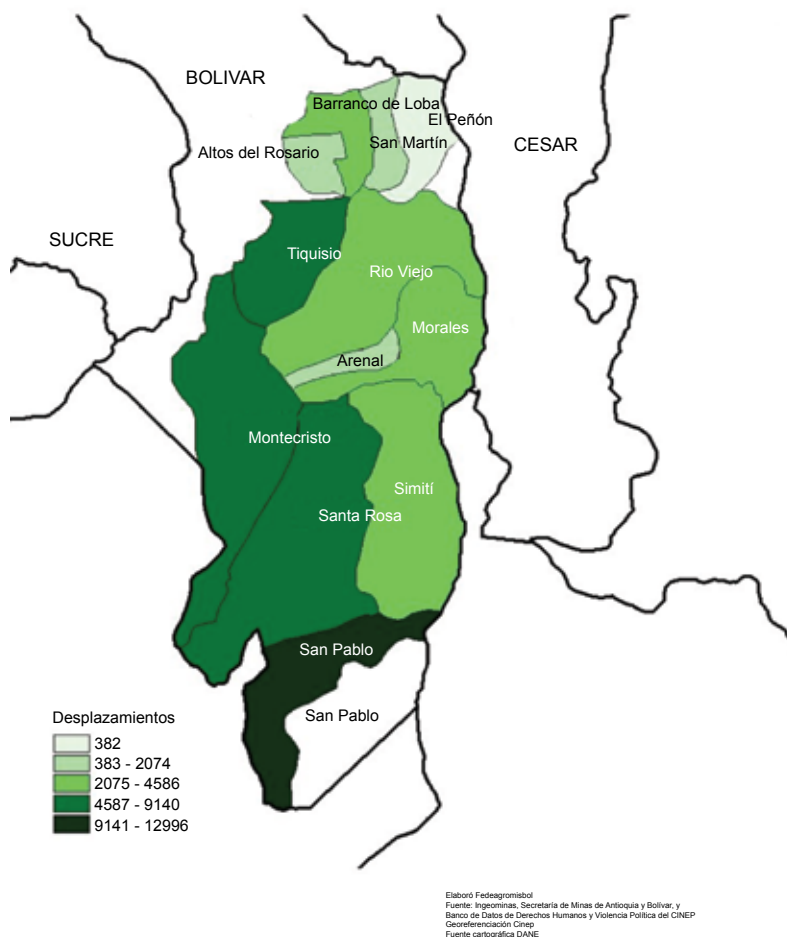 BOLIVAR
Barranco de Loba
El Peñón
San Martín
Altos del Rosario
CESAR
SUCRE
Tiquisio
Rio Viejo
Morales
Arenal
Montecristo
Simití
Santa Rosa
San Pablo
San Pablo
Desplazamientos
382
383 - 2074
2075 - 4586
4587 - 9140
9141 - 12996
Elaboró Fedeagromisbol
Fuente: Ingeominas, Secretaría de Minas de Antioquia y Bolívar, y
Banco de Datos de Derechos Humanos y Violencia Política del CINEP
Georeferenciación Cinep
Fuente cartográfica DANE